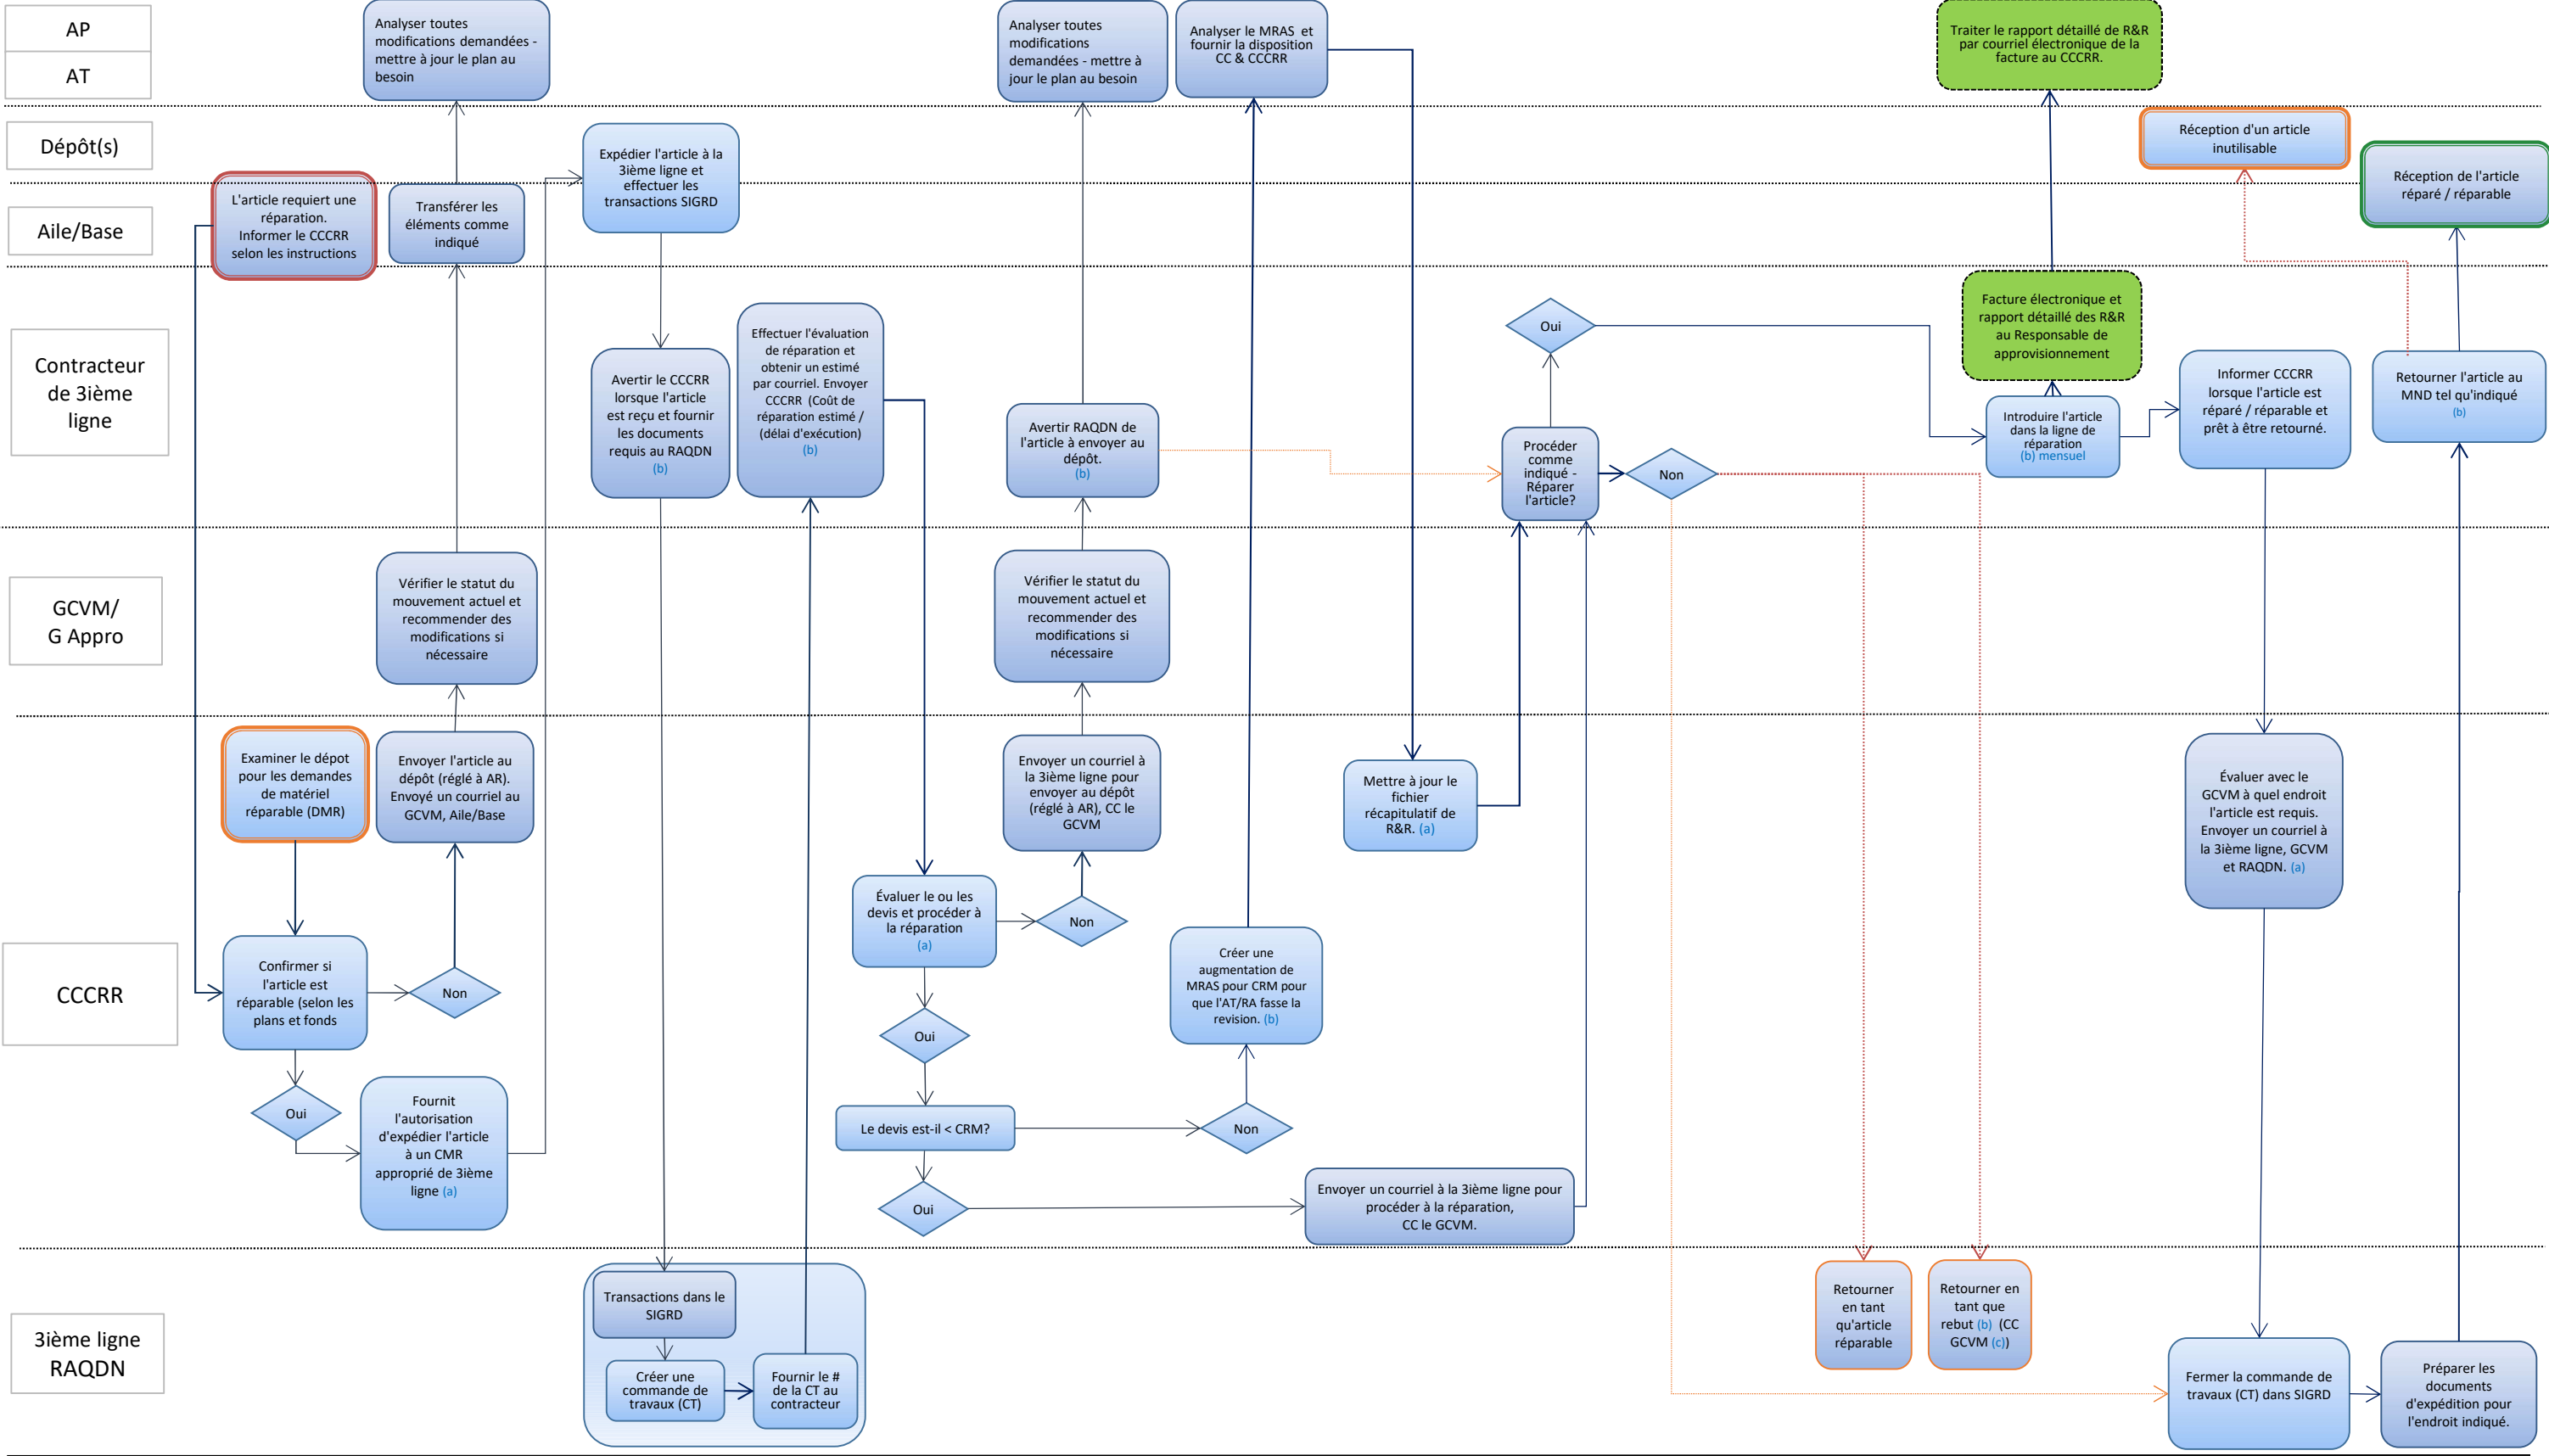 AP
AT
Dépôt(s)
Aile/Base
Contracteur
de 3ième
ligne
GCVM/
G Appro
CCCRR
3ième ligne
RAQDN
L'article requiert une
réparation.
Informer le CCCRR
selon les instructions
Examiner le dépot
pour les demandes
de matériel
réparable (DMR)
Confirmer si
l'article est
réparable (selon les
plans et fonds
Oui
Non
Fournit
l'autorisation
d'expédier l'article
à un CMR
approprié de 3ième
ligne (a)
Envoyer l'article au
dépôt (réglé à AR).
Envoyé un courriel au
GCVM, Aile/Base
Vérifier le statut du
mouvement actuel et
recommender des
modifications si
nécessaire
Transférer les
éléments comme
indiqué
Analyser toutes
modifications demandées -
mettre à jour le plan au
besoin
Expédier l'article à la
3ième ligne et
effectuer les
transactions SIGRD
Avertir le CCCRR
lorsque l'article
est reçu et fournir
les documents
requis au RAQDN
(b)
Transactions dans le
SIGRD
Créer une
commande de
travaux (CT)
Fournir le #
de la CT au
contracteur
Effectuer l'évaluation
de réparation et
obtenir un estimé
par courriel. Envoyer
CCCRR (Coût de
réparation estimé /
(délai d'exécution)
(b)
Évaluer le ou les
devis et procéder à
la réparation
(a)
Non
Oui
Le devis est-il < CRM?
Non
Oui
Envoyer un courriel à
la 3ième ligne pour
envoyer au dépôt
(réglé à AR), CC le
GCVM
Vérifier le statut du
mouvement actuel et
recommender des
modifications si
nécessaire
Avertir RAQDN de
l'article à envoyer au
dépôt.
(b)
Analyser toutes
modifications
demandées - mettre à
jour le plan au besoin
Créer une
augmentation de
MRAS pour CRM pour
que l'AT/RA fasse la
revision. (b)
Analyser le MRAS et
fournir la disposition
CC & CCCRR
Mettre à jour le
fichier
récapitulatif de
R&R. (a)
Envoyer un courriel à la 3ième ligne pour
procéder à la réparation,
CC le GCVM.
Procéder
comme
indiqué -
Réparer
l'article?
Oui
Non
Retourner
en tant
qu'article
réparable
Retourner en
tant que
rebut (b) (CC
GCVM (c))
Introduire l'article
dans la ligne de
réparation
(b) mensuel
Facture électronique et
rapport détaillé des R&R
au Responsable de
approvisionnement
Traiter le rapport détaillé de R&R
par courriel électronique de la
facture au CCCRR.
Informer CCCRR
lorsque l'article est
réparé / réparable et
prêt à être retourné.
Évaluer avec le
GCVM à quel endroit
l'article est requis.
Envoyer un courriel à
la 3ième ligne, GCVM
et RAQDN. (a)
Fermer la commande de
travaux (CT) dans SIGRD
Préparer les
documents
d'expédition pour
l'endroit indiqué.
Retourner l'article au
MND tel qu'indiqué
(b)
Réception d'un article
inutilisable
Réception de l'article
réparé / réparable